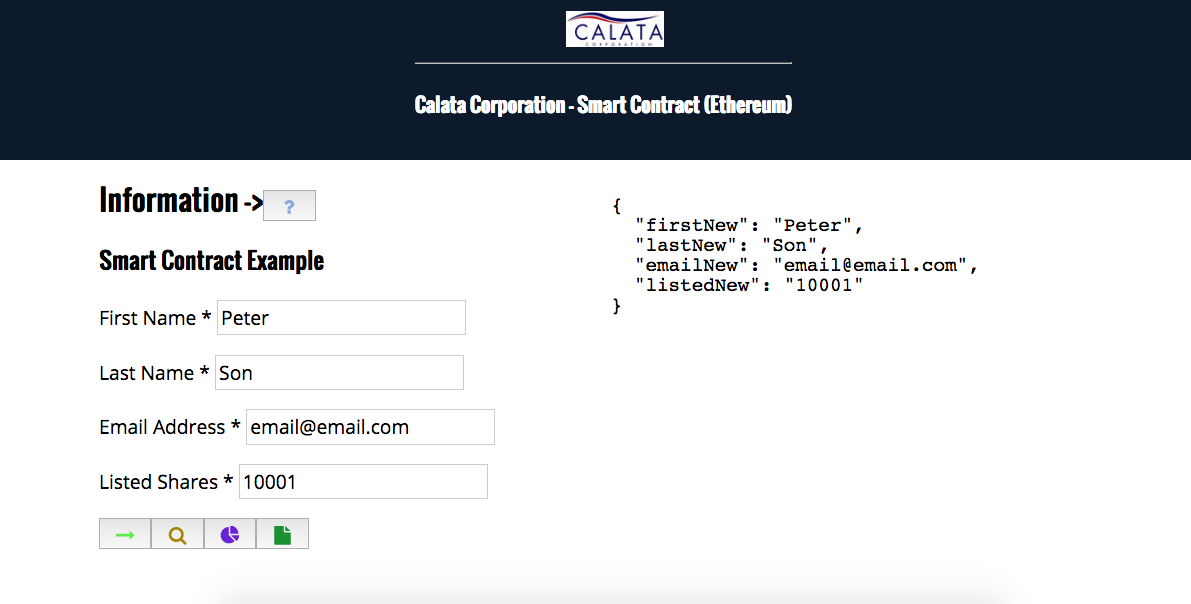 CALATA
CORPORATION
Calata Corporation - Smart Contract (Ethereum)
Information -> ?
Smart Contract Example
First Name * Peter
Last Name * Son
Email Address * email@email.com
Listed Shares * 10001
{
"firstNew": "Peter",
"lastNew": "Son",
"emailNew": "email@email.com",
"listedNew": "10001"
}